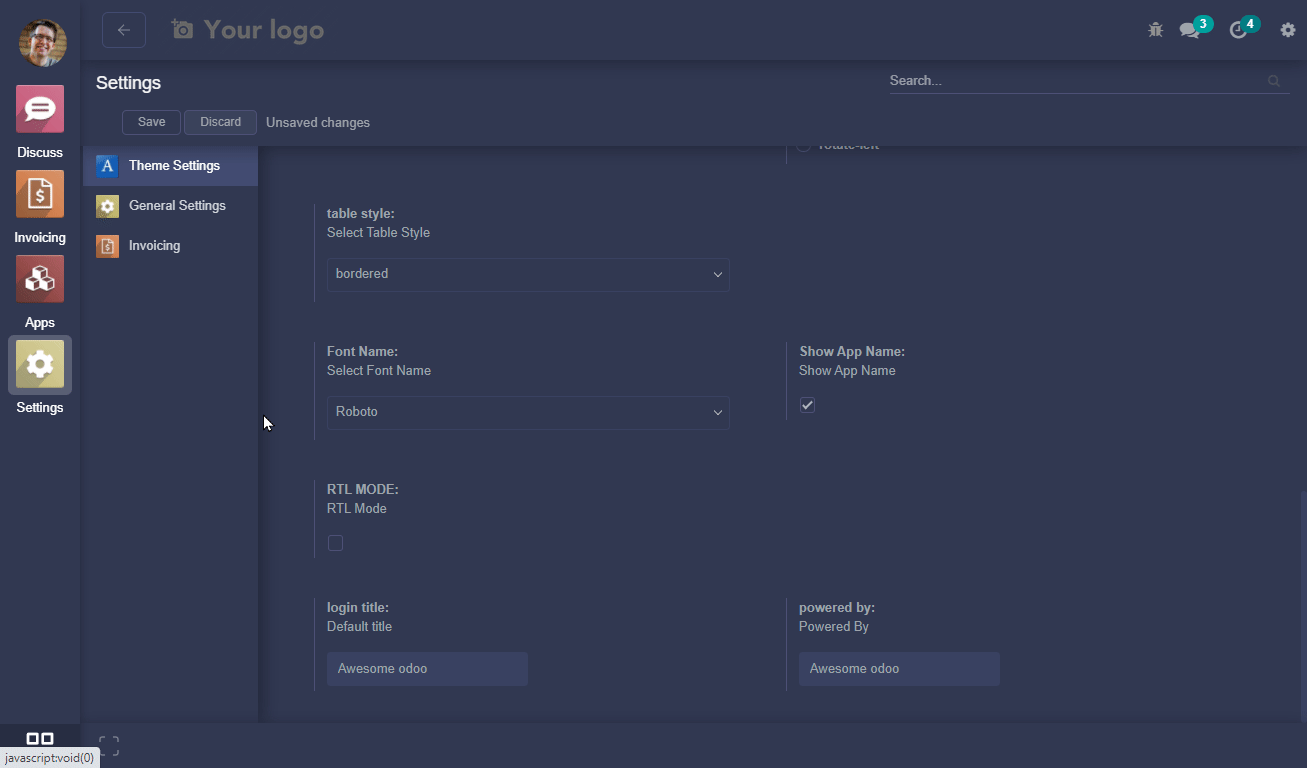 Your logo
3
4
Settings
Search...
Save
Discard
Unsaved changes
Discuss
Invoicing
Apps
Settings
Theme Settings
General Settings
Invoicing
rotate-left
table style:
Select Table Style
bordered
Font Name:
Select Font Name
Roboto
Show App Name:
Show App Name
RTL MODE:
RTL Mode
login title:
Default title
Awesome odoo
powered by:
Powered By
Awesome odoo
javascript:void(0)